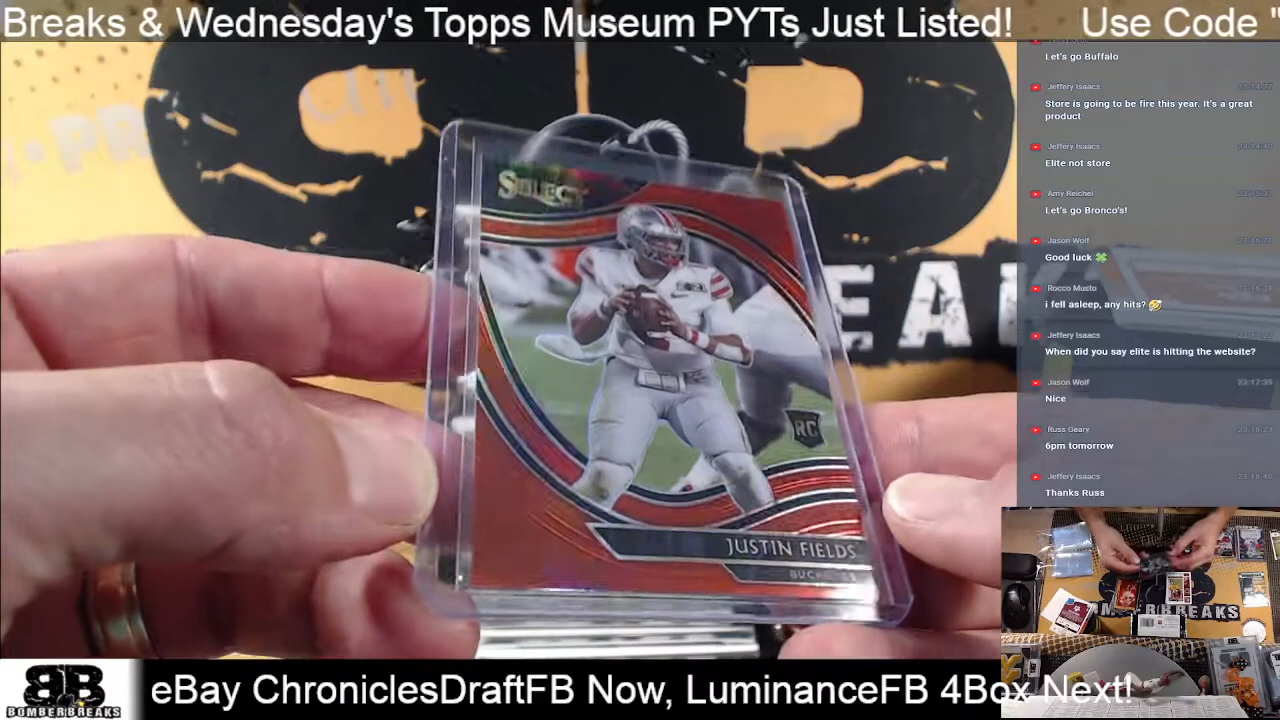 Breaks & Wednesday's Topps Museum PYTs Just Listed! Use Code "
Let's go Buffalo
Jeffery Isaacs
Store is going to be fire this year. It's a great
product
Jeffery Isaacs
Elite not store
Amy Reichel
Let's go Bronco's!
Jason Wolf
Good luck 🍀
Rocco Musto
i fell asleep, any hits? 🤣
Jeffery Isaacs
When did you say elite is hitting the website?
Jason Wolf
Nice
Russ Geary
6pm tomorrow
Jeffery Isaacs
Thanks Russ
SELECT
RC
JUSTIN FIELDS
EAK
BOMBERBREAKS
BB
BOMBERBREAKS
eBay ChroniclesDraftFB Now, LuminanceFB 4Box Next!